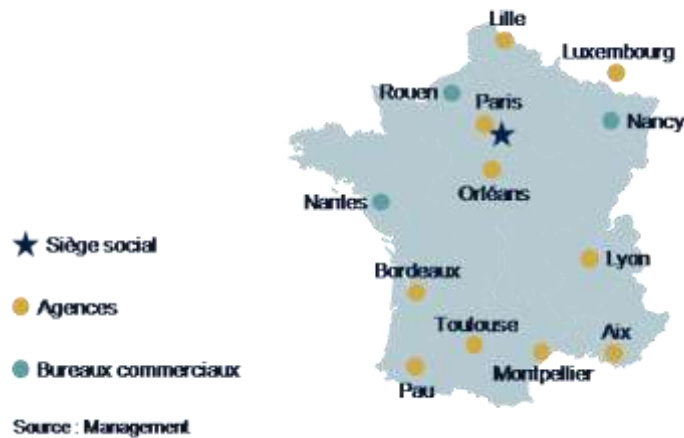 Lille
Luxembourg
Rouen
Paris
Nancy
Orléans
Nantes
Siège social
Lyon
Bordeaux
Agences
Toulouse
Aix
Bureaux commerciaux
Montpellier
Pau
Source : Management